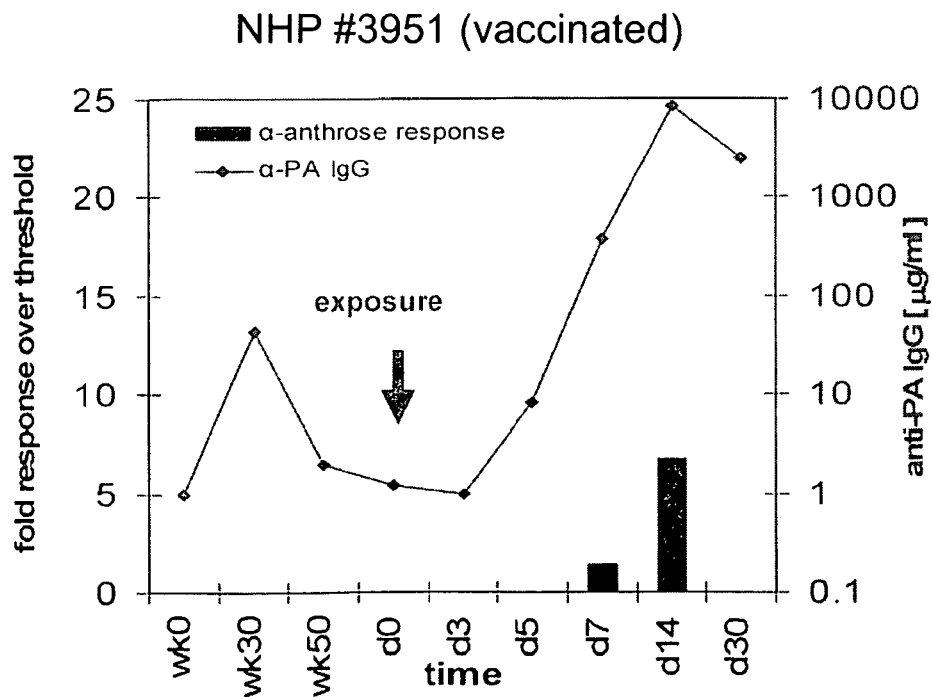 NHP #3951 (vaccinated)
α-anthrose response
α-PA IgG
exposure
fold response over threshold
25
20
15
10
5
0
anti-PA IgG [µg/ml]
10000
1000
100
10
1
0.1
wk0
wk30
wk50
d0
d3
d5
d7
d14
d30
time